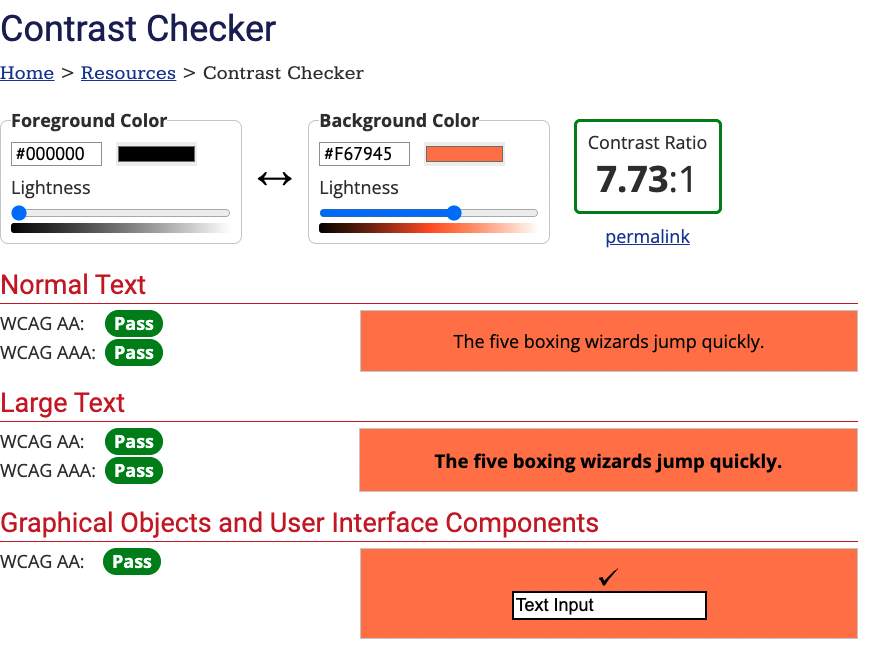 Contrast Checker
Home > Resources > Contrast Checker
Foreground Color
#000000
Lightness
Background Color
#F67945
Lightness
Contrast Ratio
7.73:1
permalink
Normal Text
WCAG AA: Pass
WCAG AAA: Pass
The five boxing wizards jump quickly.
Large Text
WCAG AA: Pass
WCAG AAA: Pass
The five boxing wizards jump quickly.
Graphical Objects and User Interface Components
WCAG AA: Pass
Text Input